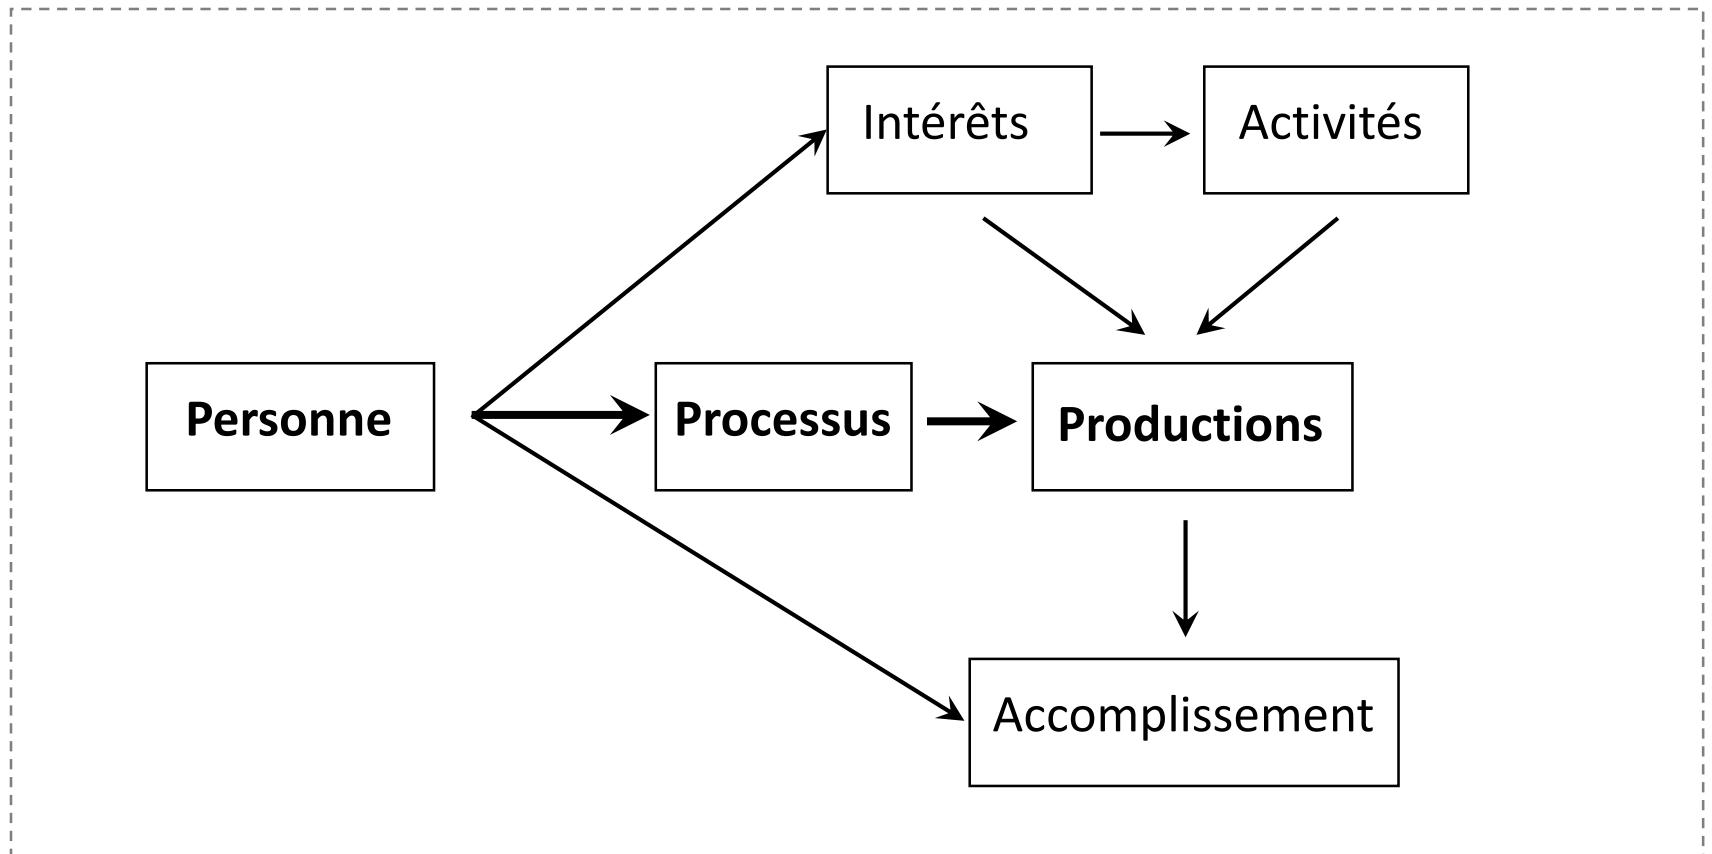 Intérêts
Activités
Personne
Processus
Productions
Accomplissement